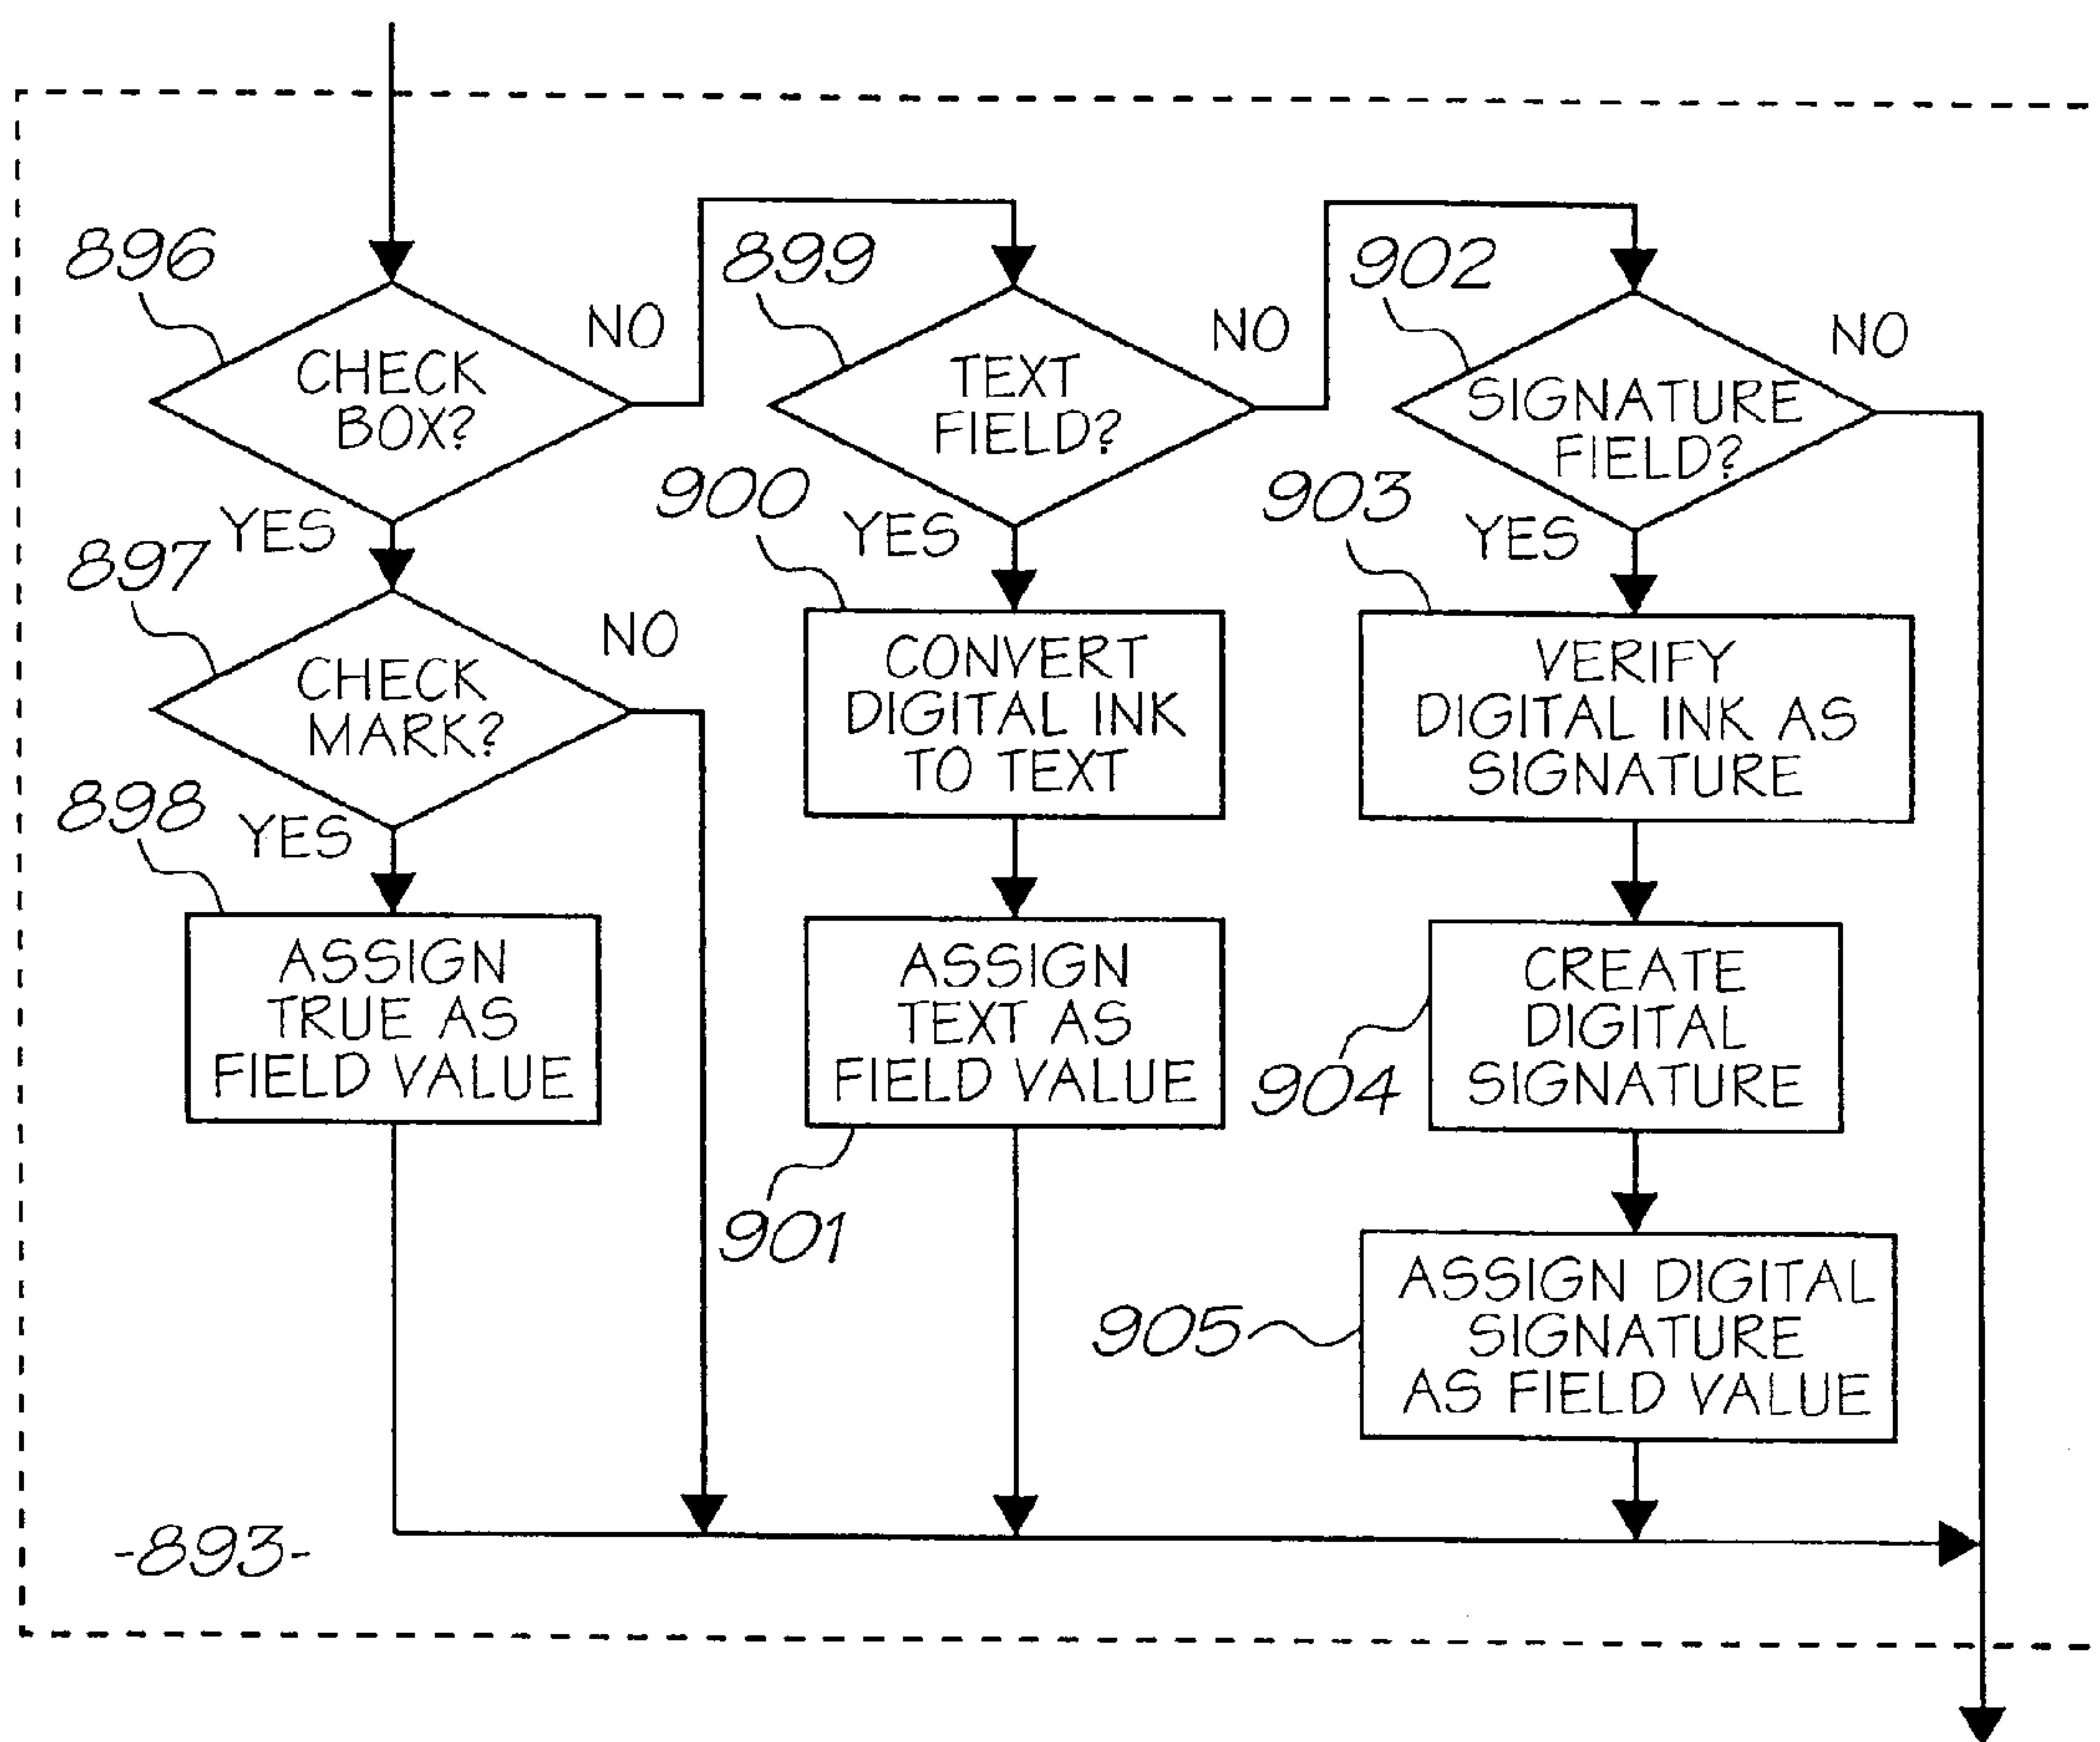 896
CHECK
BOX?
NO
YES
897
CHECK
MARK?
NO
YES
898
ASSIGN
TRUE AS
FIELD VALUE
899
TEXT
FIELD?
NO
YES
900
CONVERT
DIGITAL INK
TO TEXT
ASSIGN
TEXT AS
FIELD VALUE
901
902
SIGNATURE
FIELD?
NO
YES
903
VERIFY
DIGITAL INK AS
SIGNATURE
CREATE
DIGITAL
SIGNATURE
904
ASSIGN DIGITAL
SIGNATURE
AS FIELD VALUE
905
-893-